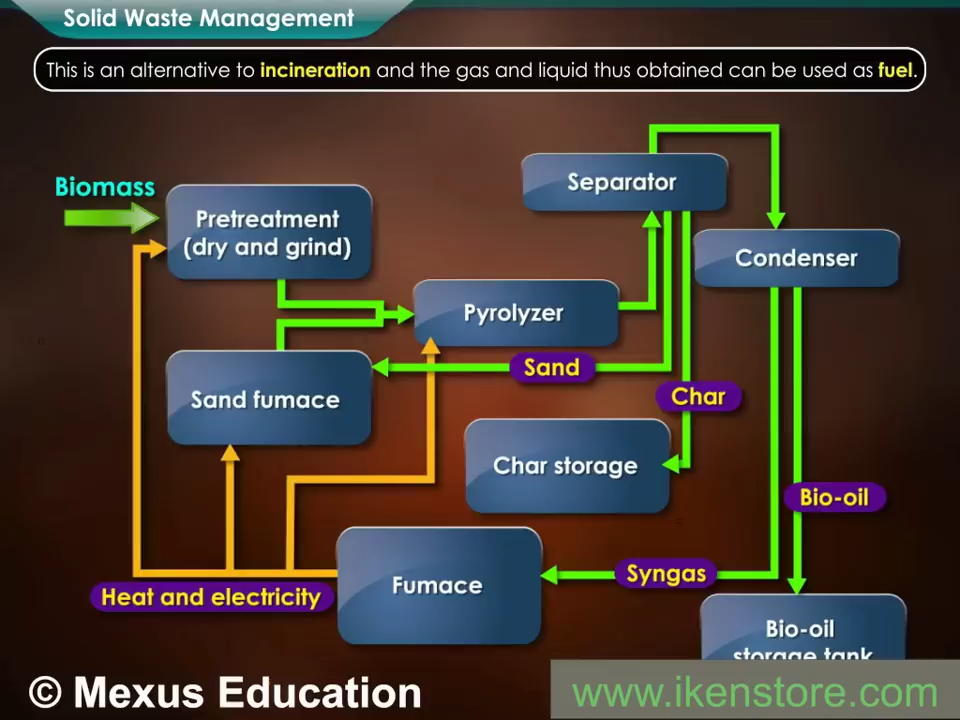 Solid Waste Management
This is an alternative to incineration and the gas and liquid thus obtained can be used as fuel.
Biomass
Pretreatment
(dry and grind)
Separator
Condenser
Pyrolyzer
Sand
Sand fumace
Char
Char storage
Bio-oil
Syngas
Fumace
Heat and electricity
Bio-oil
storage tank
© Mexus Education
www.ikenstore.com